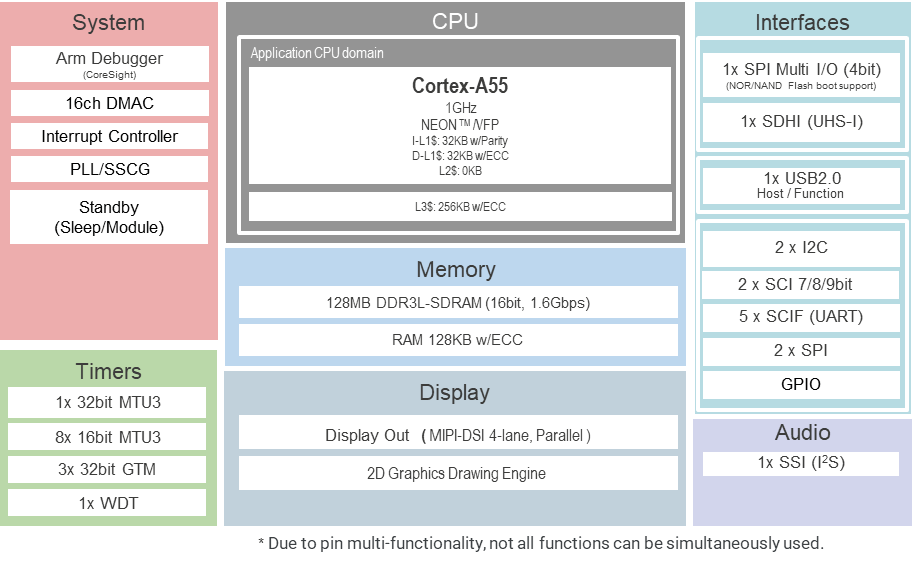 System
Arm Debugger
(CoreSight)
16ch DMAC
Interrupt Controller
PLL/SSCG
Standby
(Sleep/Module)
Timers
1x 32bit MTU3
8x 16bit MTU3
3x 32bit GTM
1x WDT
CPU
Application CPU domain
Cortex-A55
1GHz
NEON™/VFP
I-L1$: 32KB w/Parity
D-L1$: 32KB w/ECC
L2$: 0KB
L3$: 256KB w/ECC
Memory
128MB DDR3L-SDRAM (16bit, 1.6Gbps)
RAM 128KB w/ECC
Display
Display Out ( MIPI-DSI 4-lane, Parallel )
2D Graphics Drawing Engine
Interfaces
1x SPI Multi I/O (4bit)
(NOR/NAND Flash boot support)
1x SDHI (UHS-I)
1x USB2.0
Host / Function
2 x I2C
2 x SCI 7/8/9bit
5 x SCIF (UART)
2 x SPI
GPIO
Audio
1x SSI (I²S)
* Due to pin multi-functionality, not all functions can be simultaneously used.